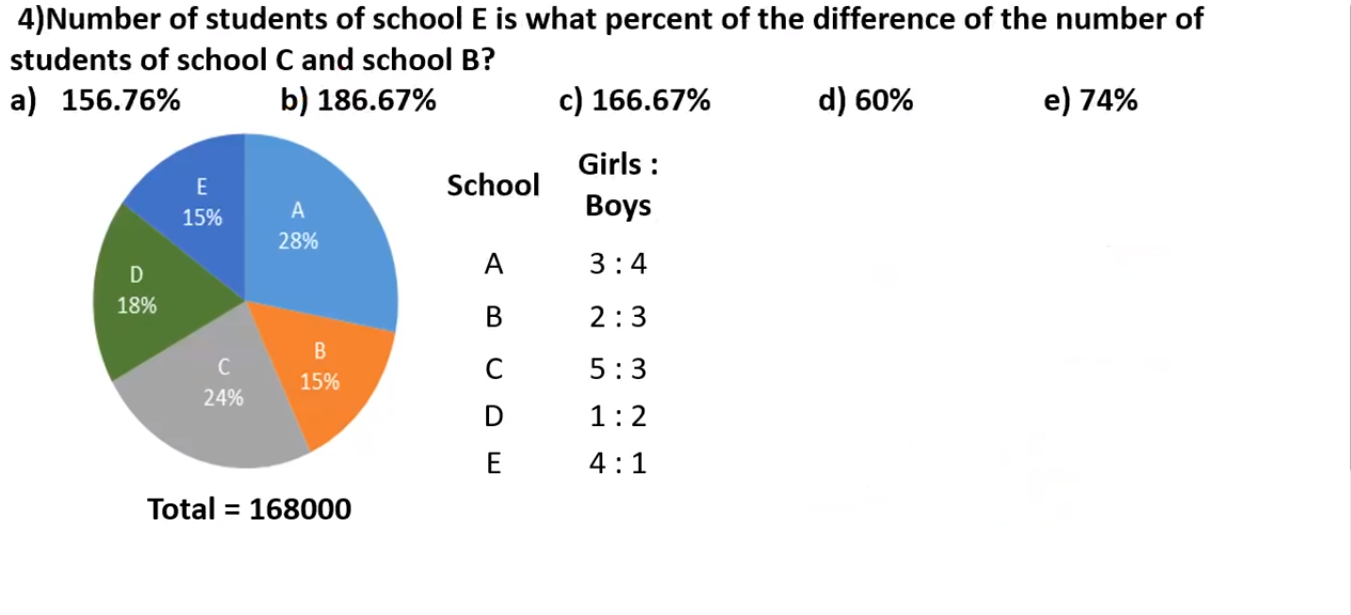 4)Number of students of school E is what percent of the difference of the number of
students of school C and school B?
a) 156.76% b) 186.67% c) 166.67% d) 60% e) 74%
E
15%
A
28%
D
18%
B
15%
C
24%
Total = 168000
School Girls :
Boys
A 3 : 4
B 2 : 3
C 5 : 3
D 1 : 2
E 4 : 1